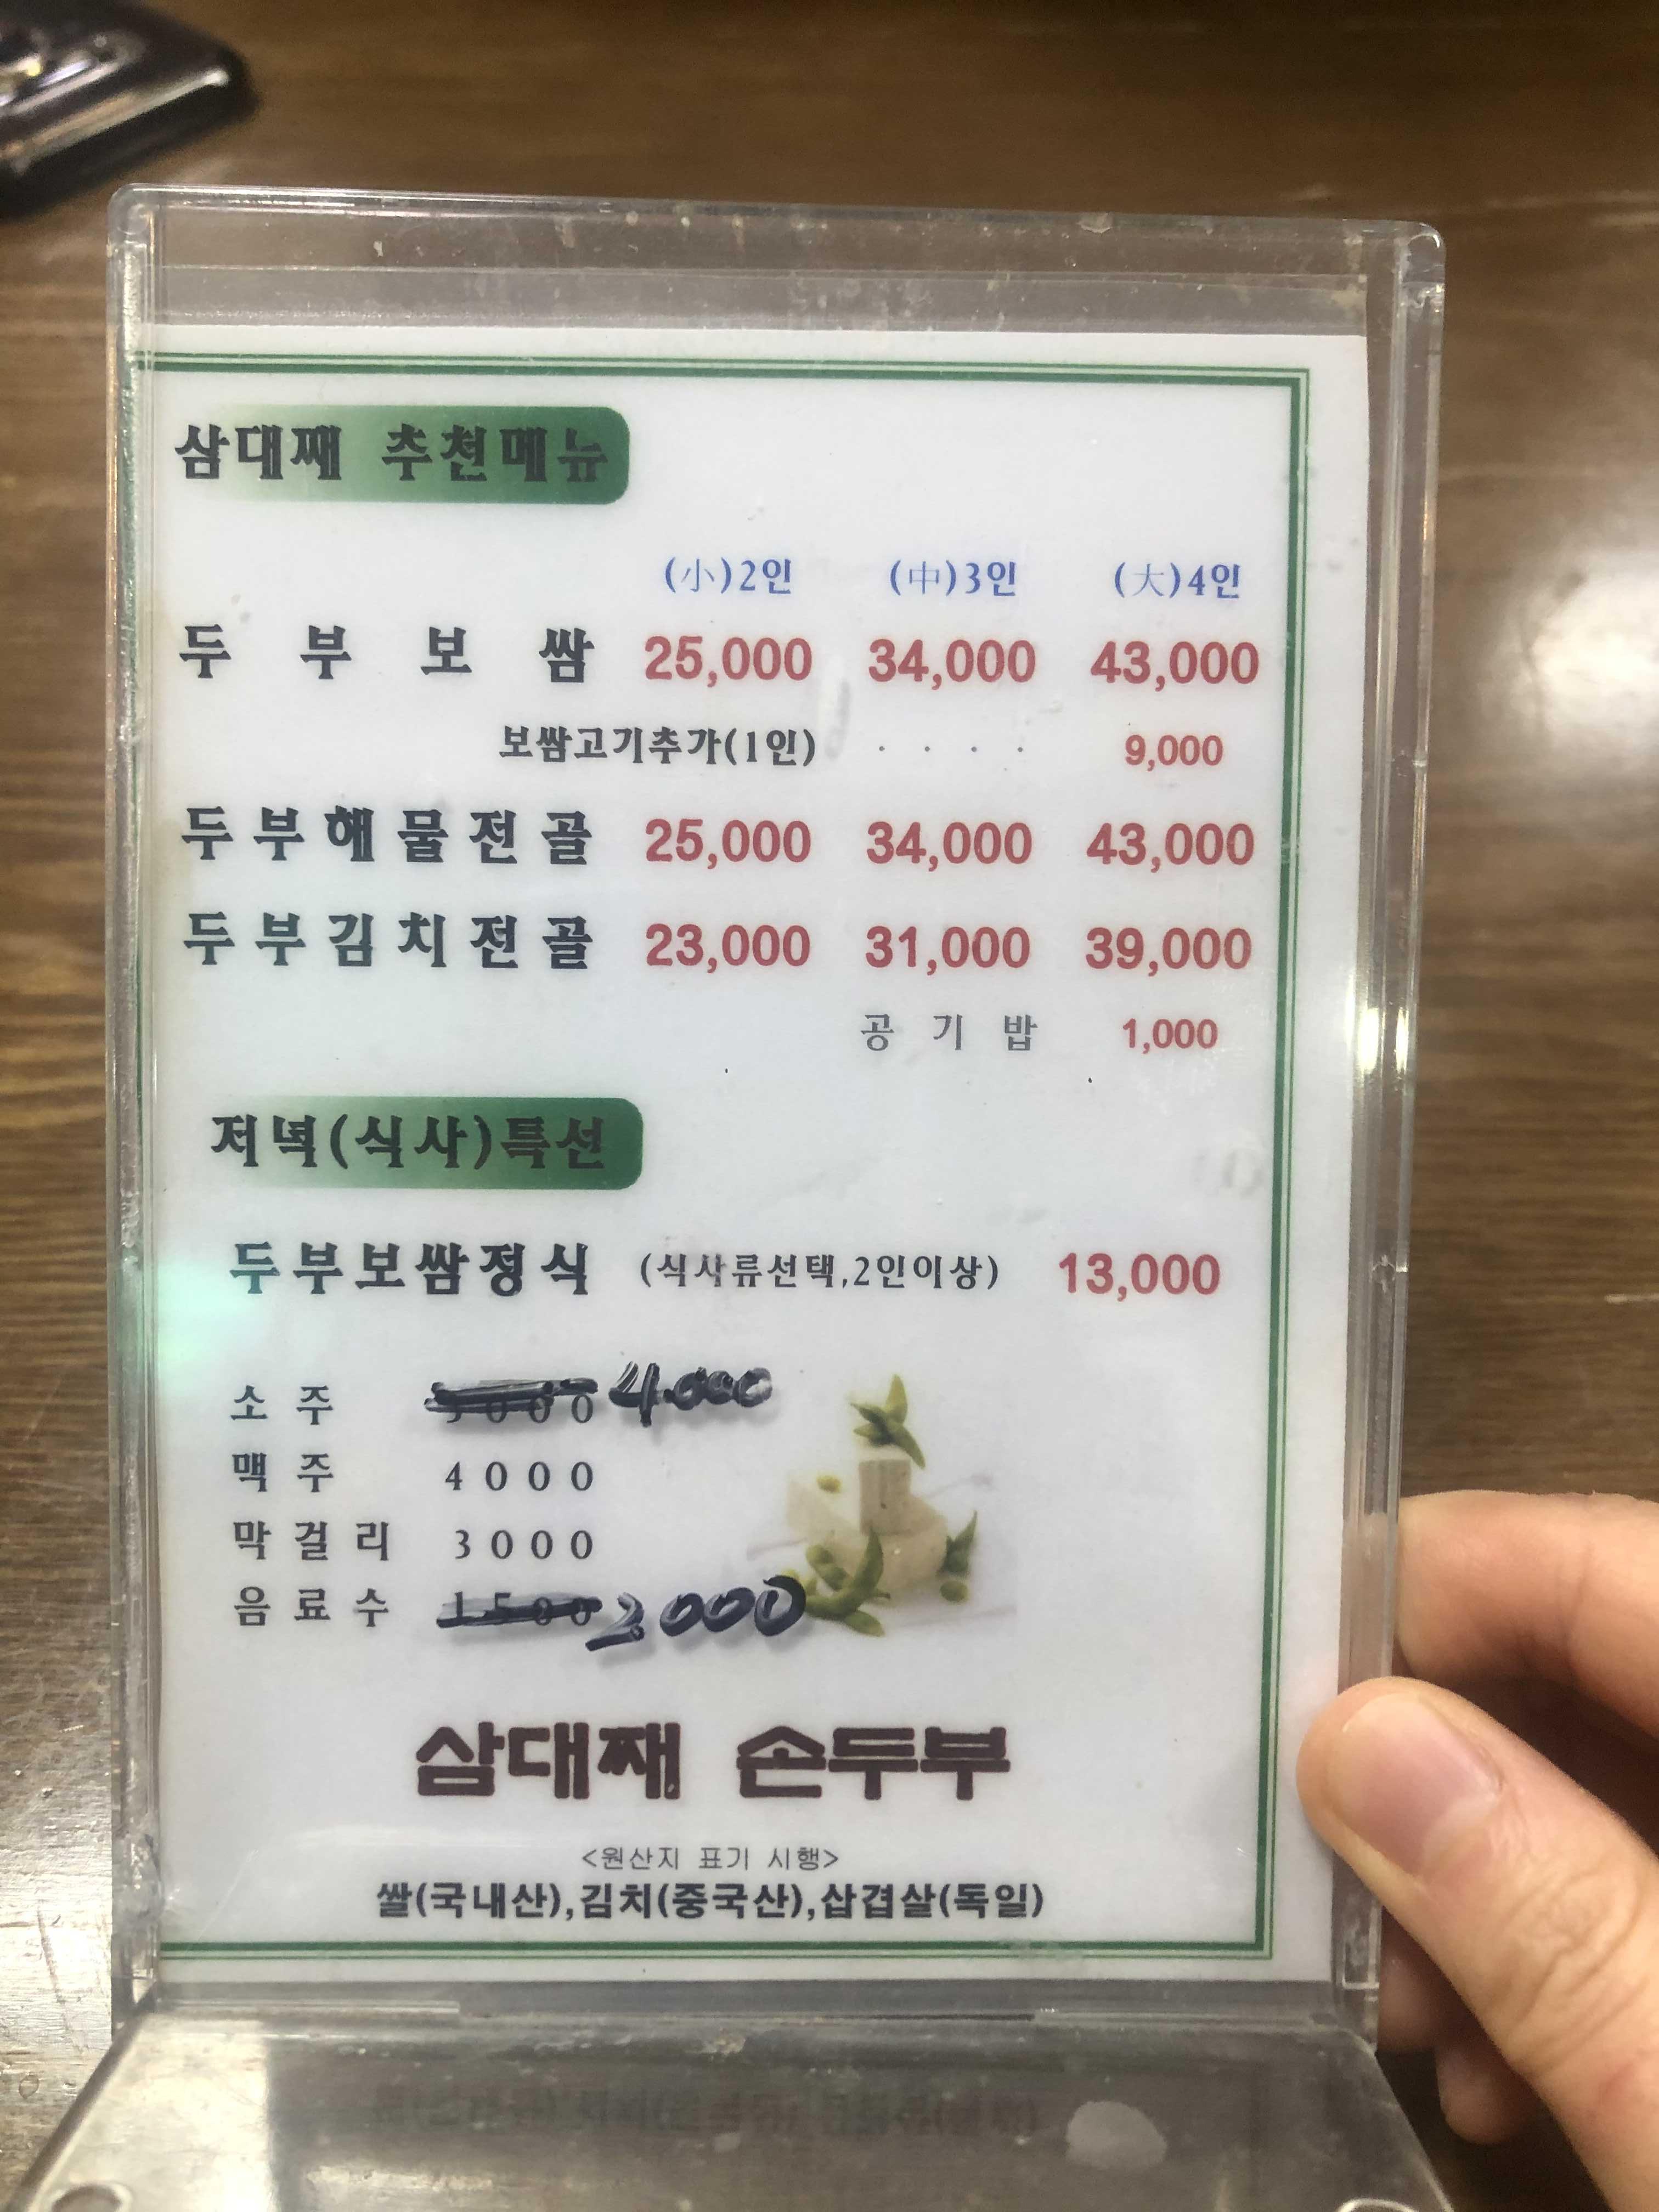 삼대째 추천메뉴
(小)2인 (中)3인 (大)4인
두부보쌈 25,000 34,000 43,000
보쌈고기추가(1인) · · · · 9,000
두부해물전골 25,000 34,000 43,000
두부김치전골 23,000 31,000 39,000
공기밥 1,000
저녁(식사)특선
두부보쌈정식 (식사류선택,2인이상) 13,000
소주 3000 4.000
맥주 4000
막걸리 3000
음료수 1500 2.000
삼대째 손두부
<원산지 표기 시행>
쌀(국내산),김치(중국산),삼겹살(독일)